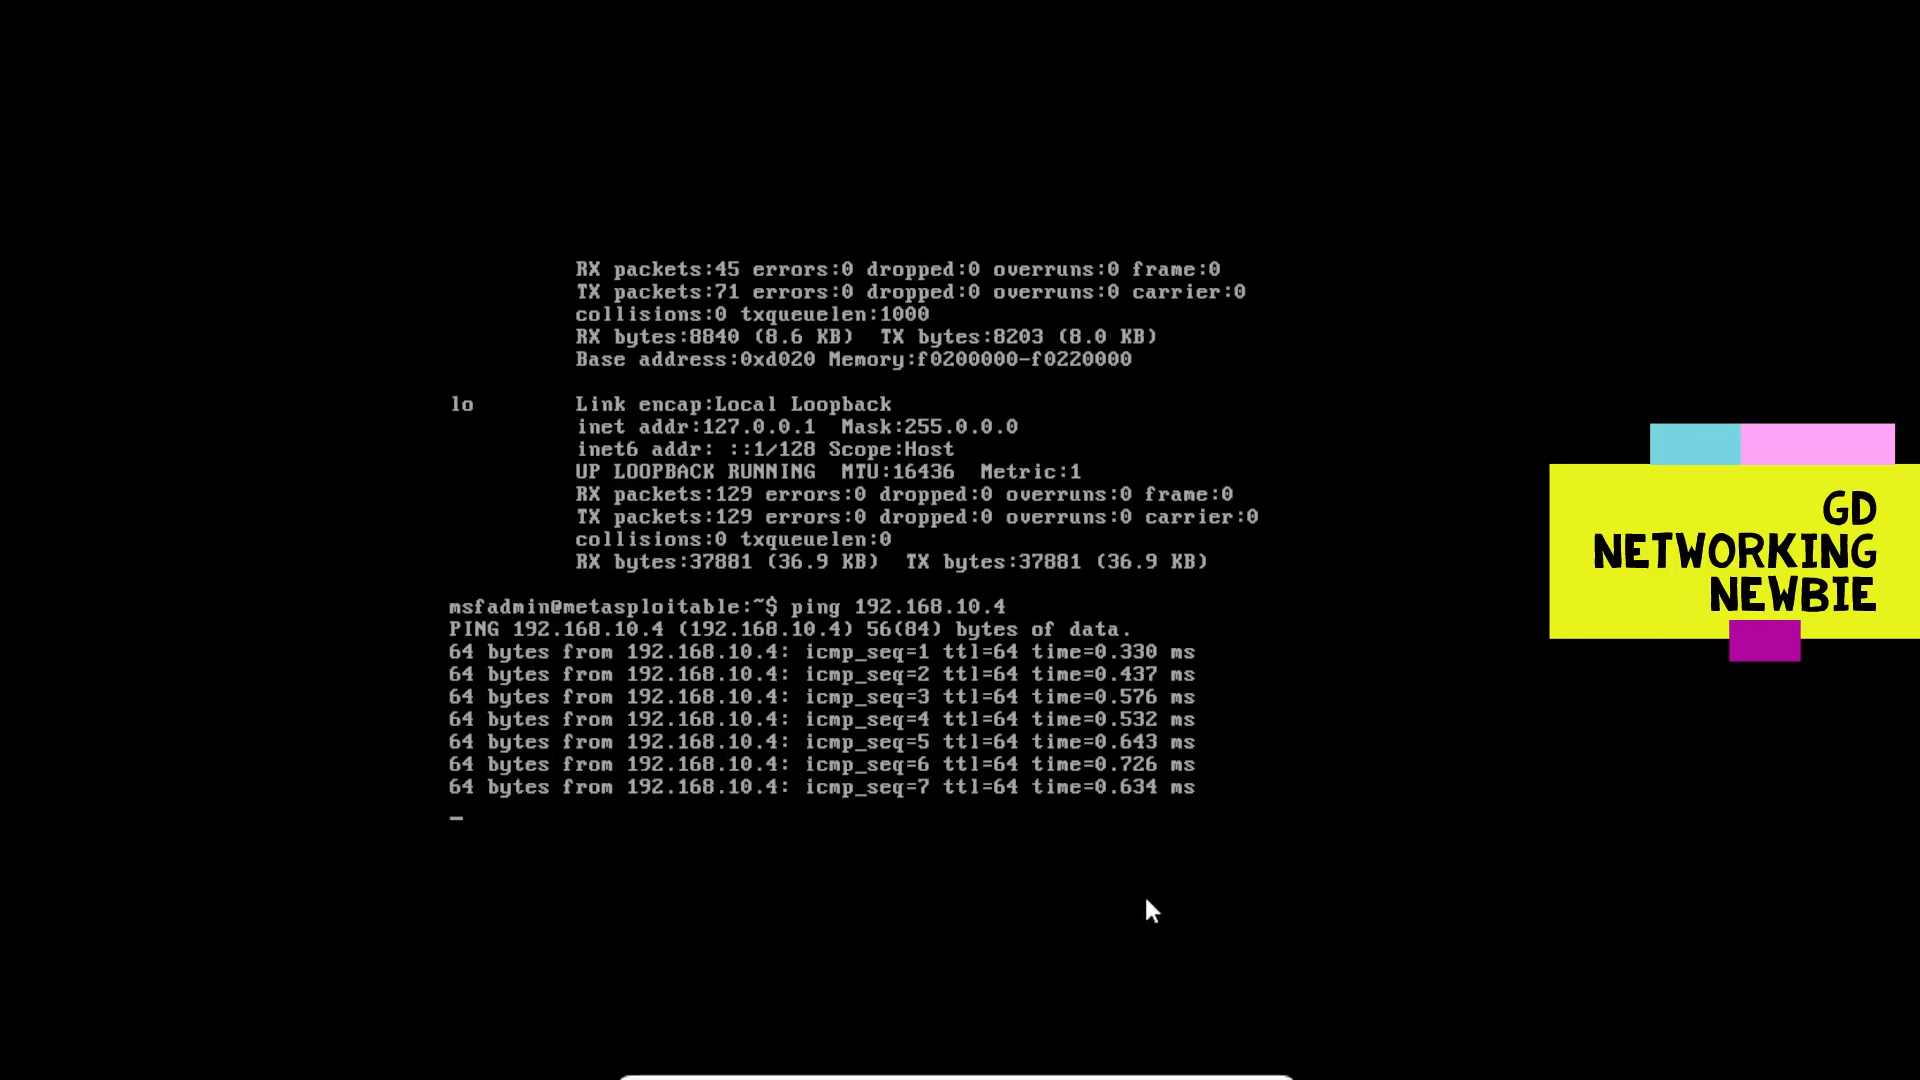 RX packets:45 errors:0 dropped:0 overruns:0 frame:0
TX packets:71 errors:0 dropped:0 overruns:0 carrier:0
collisions:0 txqueuelen:1000
RX bytes:8840 (8.6 KB)  TX bytes:8203 (8.0 KB)
Base address:0xd020 Memory:f0200000-f0220000
lo        Link encap:Local Loopback
inet addr:127.0.0.1  Mask:255.0.0.0
inet6 addr: ::1/128 Scope:Host
UP LOOPBACK RUNNING  MTU:16436  Metric:1
RX packets:129 errors:0 dropped:0 overruns:0 frame:0
TX packets:129 errors:0 dropped:0 overruns:0 carrier:0
collisions:0 txqueuelen:0
RX bytes:37881 (36.9 KB)  TX bytes:37881 (36.9 KB)
msfadmin@metasploitable:~$ ping 192.168.10.4
PING 192.168.10.4 (192.168.10.4) 56(84) bytes of data.
64 bytes from 192.168.10.4: icmp_seq=1 ttl=64 time=0.330 ms
64 bytes from 192.168.10.4: icmp_seq=2 ttl=64 time=0.437 ms
64 bytes from 192.168.10.4: icmp_seq=3 ttl=64 time=0.576 ms
64 bytes from 192.168.10.4: icmp_seq=4 ttl=64 time=0.532 ms
64 bytes from 192.168.10.4: icmp_seq=5 ttl=64 time=0.643 ms
64 bytes from 192.168.10.4: icmp_seq=6 ttl=64 time=0.726 ms
64 bytes from 192.168.10.4: icmp_seq=7 ttl=64 time=0.634 ms
GD
NETWORKING
NEWBIE